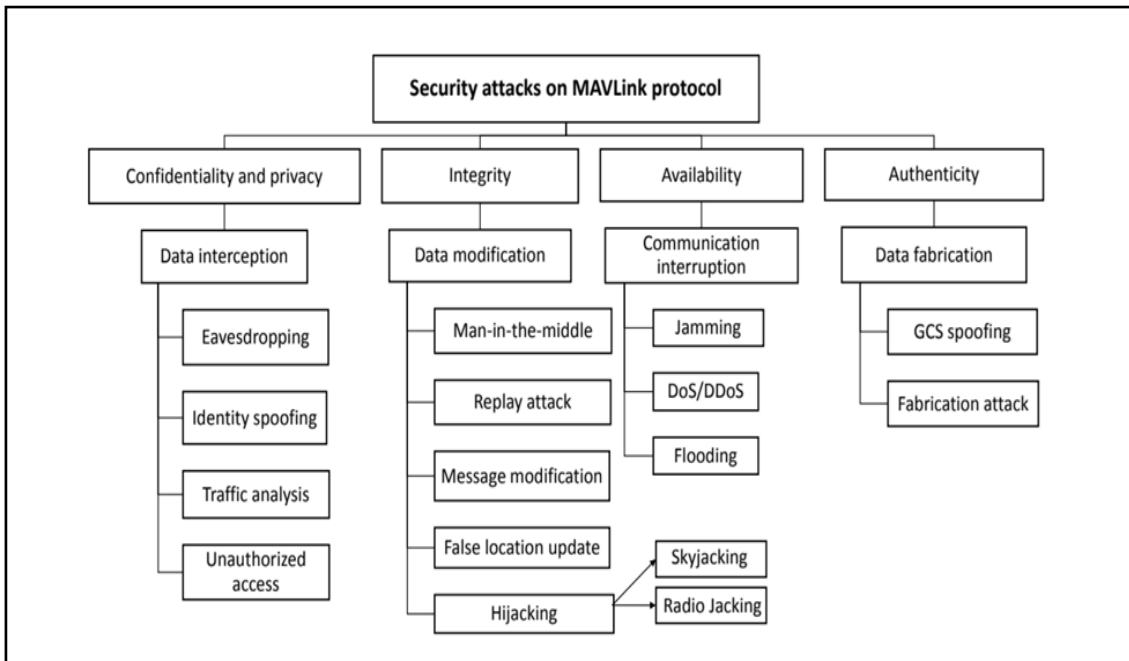 Security attacks on MAVLink protocol
Confidentiality and privacy
Integrity
Availability
Authenticity
Data interception
Data modification
Communication
interruption
Data fabrication
Eavesdropping
Identity spoofing
Traffic analysis
Unauthorized
access
Man-in-the-middle
Replay attack
Message modification
False location update
Hijacking
Skyjacking
Radio Jacking
Jamming
DoS/DDoS
Flooding
GCS spoofing
Fabrication attack